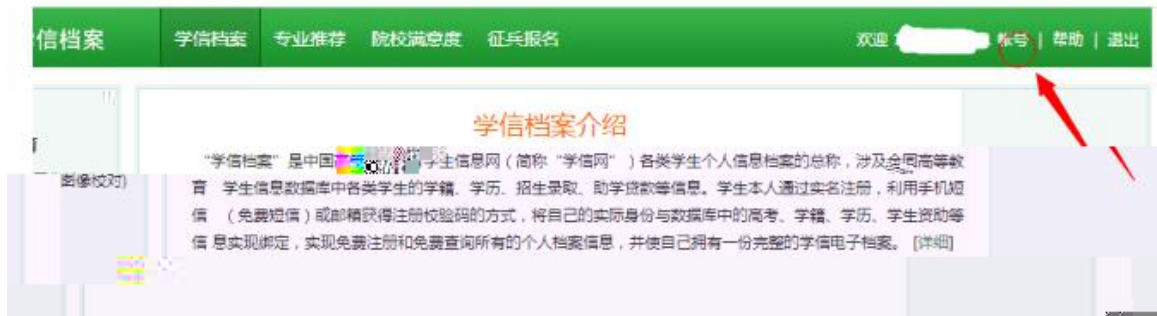 信档案 学信档案 专业推荐 院校满意度 征兵报名 欢迎 帐号 | 帮助 | 退出
学信档案介绍
“学信档案”是中国 学生信息网(简称“学信网”)各类学生个人信息档案的总称,涉及全国高等教
图像校对)
育 学生信息数据库中各类学生的学籍、学历、招生录取、助学贷款等信息。学生本人通过实名注册,利用手机短
信 (免费短信)或邮箱获得注册校验码的方式,将自己的实际身份与数据库中的高考、学籍、学历、学生资助等
信 息实现绑定,实现免费注册和免费查询所有的个人档案信息,并使自己拥有一份完整的学信电子档案。 [详细]